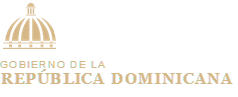 GOBIERNO DE LA
REPÚBLICA DOMINICANA